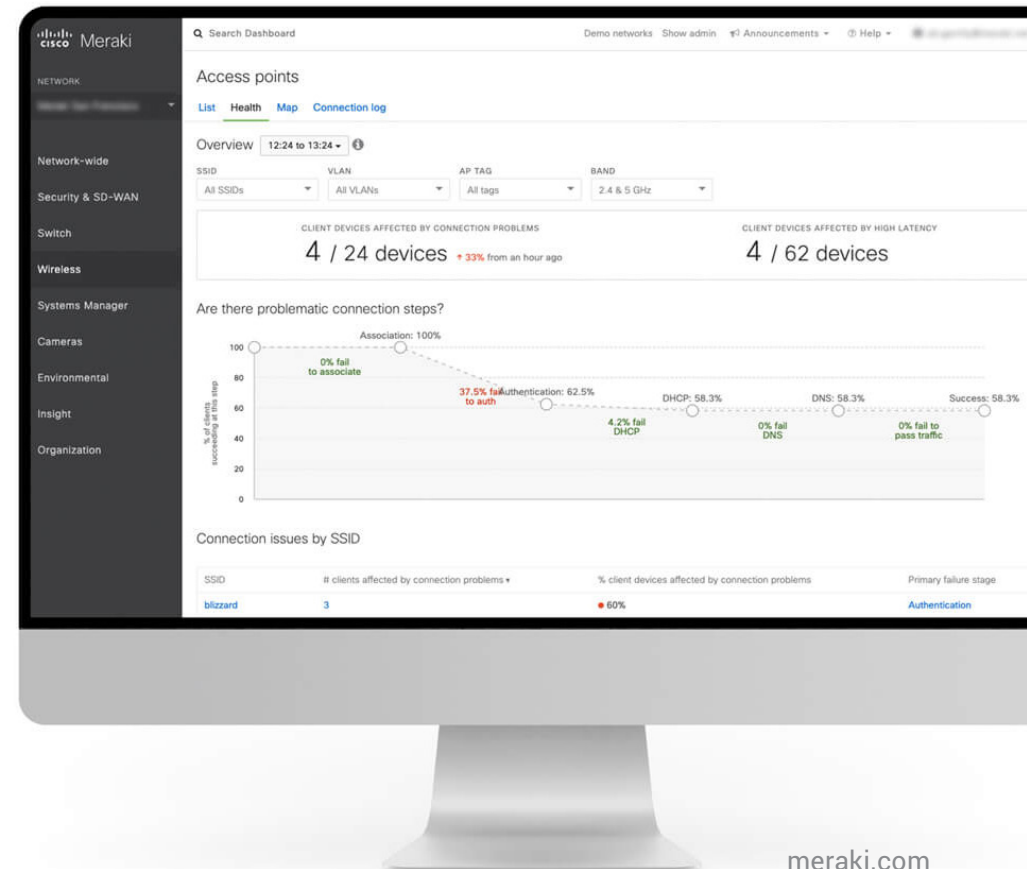 cisco Meraki
Search Dashboard
Demo networks Show admin Announcements Help
NETWORK
Network-wide
Security & SD-WAN
Switch
Wireless
Systems Manager
Cameras
Environmental
Insight
Organization
Access points
List Health Map Connection log
Overview 12:24 to 13:24
SSID VLAN AP TAG BAND
All SSIDs All VLANs All tags 2.4 & 5 GHz
CLIENT DEVICES AFFECTED BY CONNECTION PROBLEMS
4 / 24 devices ↑ 33% from an hour ago
CLIENT DEVICES AFFECTED BY HIGH LATENCY
4 / 62 devices
Are there problematic connection steps?
% of clients
succeeding at this step
100
80
60
40
20
0
Association: 100%
0% fail
to associate
37.5% fail
to auth
Authentication: 62.5%
4.2% fail
DHCP
DHCP: 58.3%
0% fail
DNS
DNS: 58.3%
0% fail to
pass traffic
Success: 58.3%
Connection issues by SSID
SSID # clients affected by connection problems % client devices affected by connection problems Primary failure stage
blizzard 3 60% Authentication
meraki.com